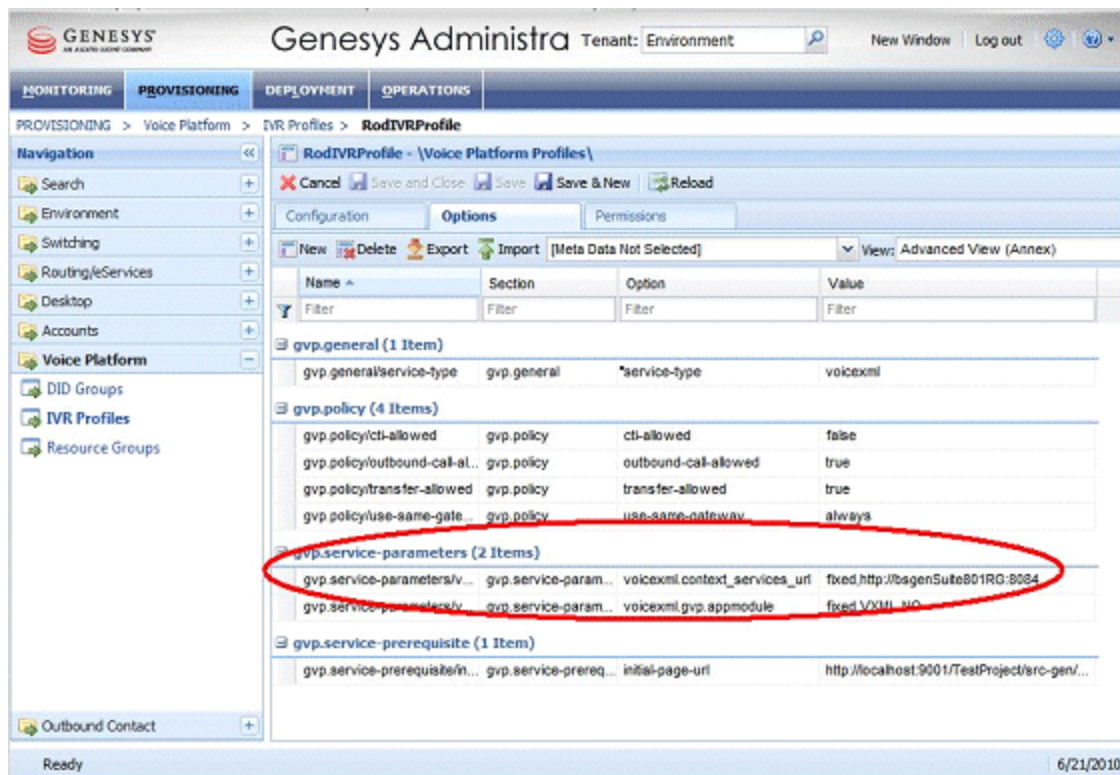 GENESYS
AN ALCATEL-LUCENT COMPANY
Genesys Administra Tenant: Environment New Window Log out
MONITORING PROVISIONING DEPLOYMENT OPERATIONS
PROVISIONING > Voice Platform > IVR Profiles > RodIVRProfile
Navigation
Search
Environment
Switching
Routing/eServices
Desktop
Accounts
Voice Platform
DID Groups
IVR Profiles
Resource Groups
Outbound Contact
RodIVRProfile - \Voice Platform Profiles\
Cancel Save and Close Save Save & New Reload
Configuration Options Permissions
New Delete Export Import [Meta Data Not Selected] View: Advanced View (Annex)
Name Section Option Value
Filter Filter Filter Filter
gvp.general (1 Item)
gvp.general/service-type gvp.general service-type voicexml
gvp.policy (4 Items)
gvp.policy/cti-allowed gvp.policy cti-allowed false
gvp.policy/outbound-call-al... gvp.policy outbound-call-allowed true
gvp.policy/transfer-allowed gvp.policy transfer-allowed true
gvp.policy/use-same-gate... gvp.policy use-same-gateway always
gvp.service-parameters (2 Items)
gvp.service-parameters/v... gvp.service-param... voicexml.context_services_url fixed,http://bsgenSuite801RG:8084
gvp.service-parameters/v... gvp.service-param... voicexml.gvp.appmodule fixed,VXML-NG
gvp.service-prerequisite (1 Item)
gvp.service-prerequisite/in... gvp.service-prereq... initial-page-url http://localhost:9001/TestProject/src-gen/...
Ready 6/21/2010